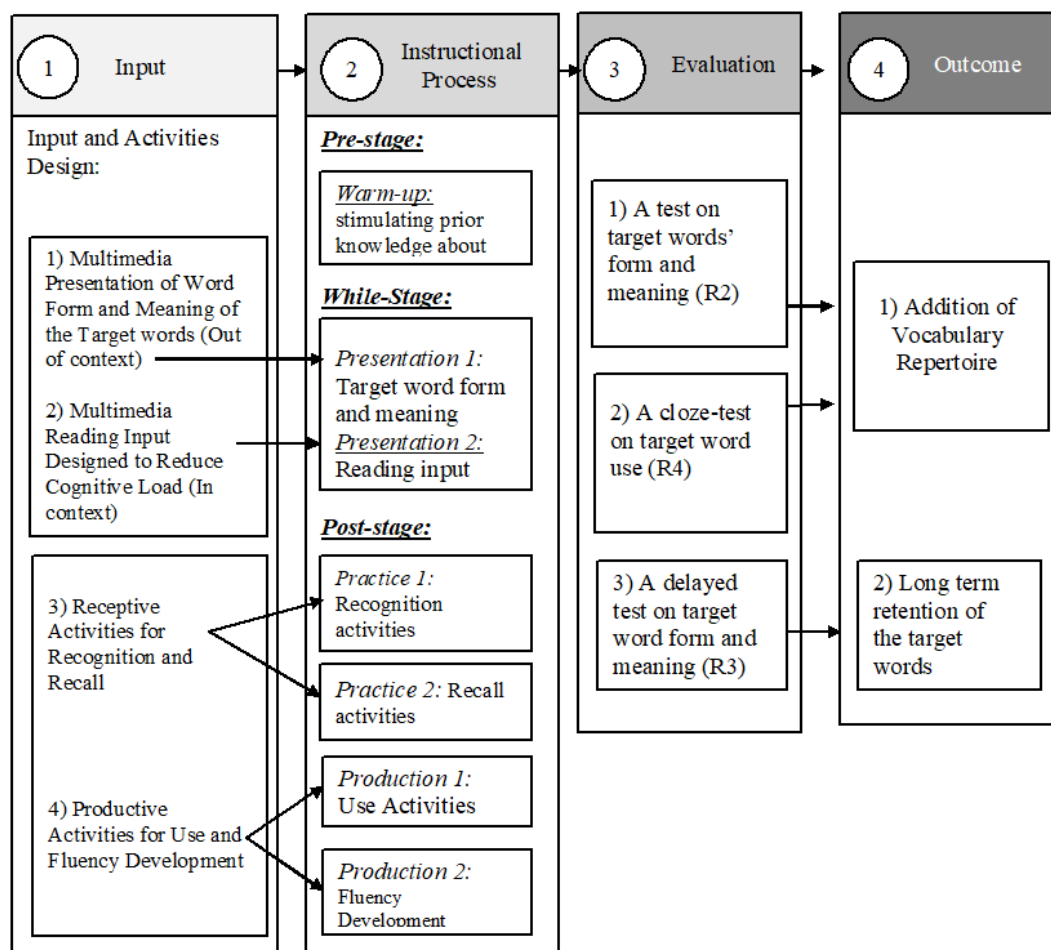 1
Input
2
Instructional
Process
3
Evaluation
4
Outcome
Input and Activities
Design:
1) Multimedia
Presentation of Word
Form and Meaning of
the Target words (Out
of context)
2) Multimedia
Reading Input
Designed to Reduce
Cognitive Load (In
context)
3) Receptive
Activities for
Recognition and
Recall
4) Productive
Activities for Use and
Fluency Development
Pre-stage:
Warm-up:
stimulating prior
knowledge about
While-Stage:
Presentation 1:
Target word form
and meaning
Presentation 2:
Reading input
Post-stage:
Practice 1:
Recognition
activities
Practice 2: Recall
activities
Production 1:
Use Activities
Production 2:
Fluency
Development
1) A test on
target words’
form and
meaning (R2)
2) A cloze-test
on target word
use (R4)
3) A delayed
test on target
word form and
meaning (R3)
1) Addition of
Vocabulary
Repertoire
2) Long term
retention of
the target
words